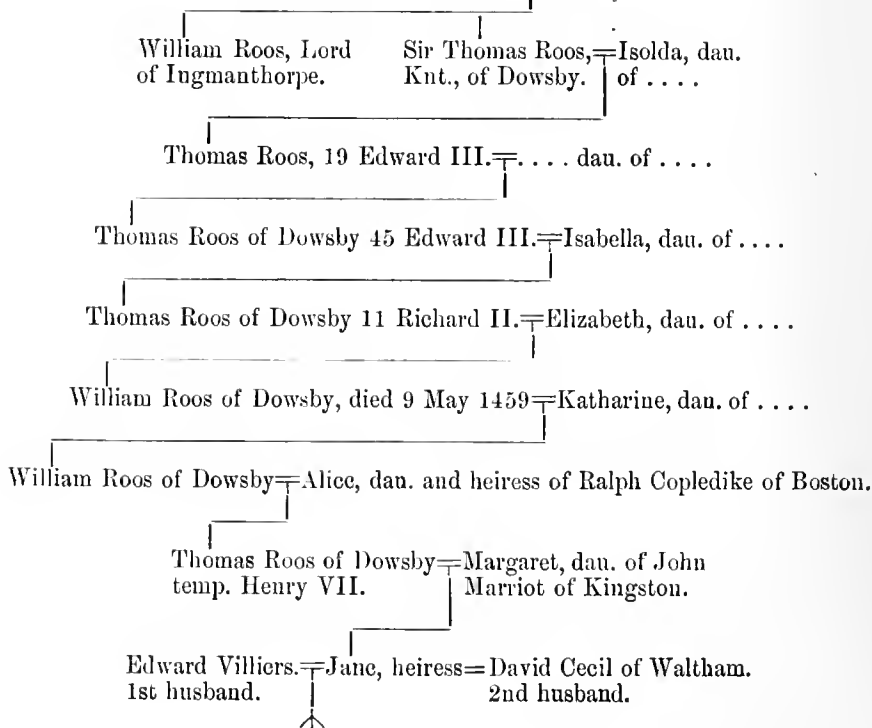 William Roos, Lord Sir Thomas Roos,=Isolda, dau.
of Ingmanthorpe. Knt., of Dowsby. of . . . .
Thomas Roos, 19 Edward III.=. . . . dau. of . . . .
Thomas Roos of Dowsby 45 Edward III.=Isabella, dau. of . . . .
Thomas Roos of Dowsby 11 Richard II.=Elizabeth, dau. of . . . .
William Roos of Dowsby, died 9 May 1459=Katharine, dau. of . . . .
William Roos of Dowsby=Alice, dau. and heiress of Ralph Copledike of Boston.
Thomas Roos of Dowsby=Margaret, dau. of John
temp. Henry VII. Marriot of Kingston.
Edward Villiers.=Jane, heiress=David Cecil of Waltham.
1st husband. 2nd husband.